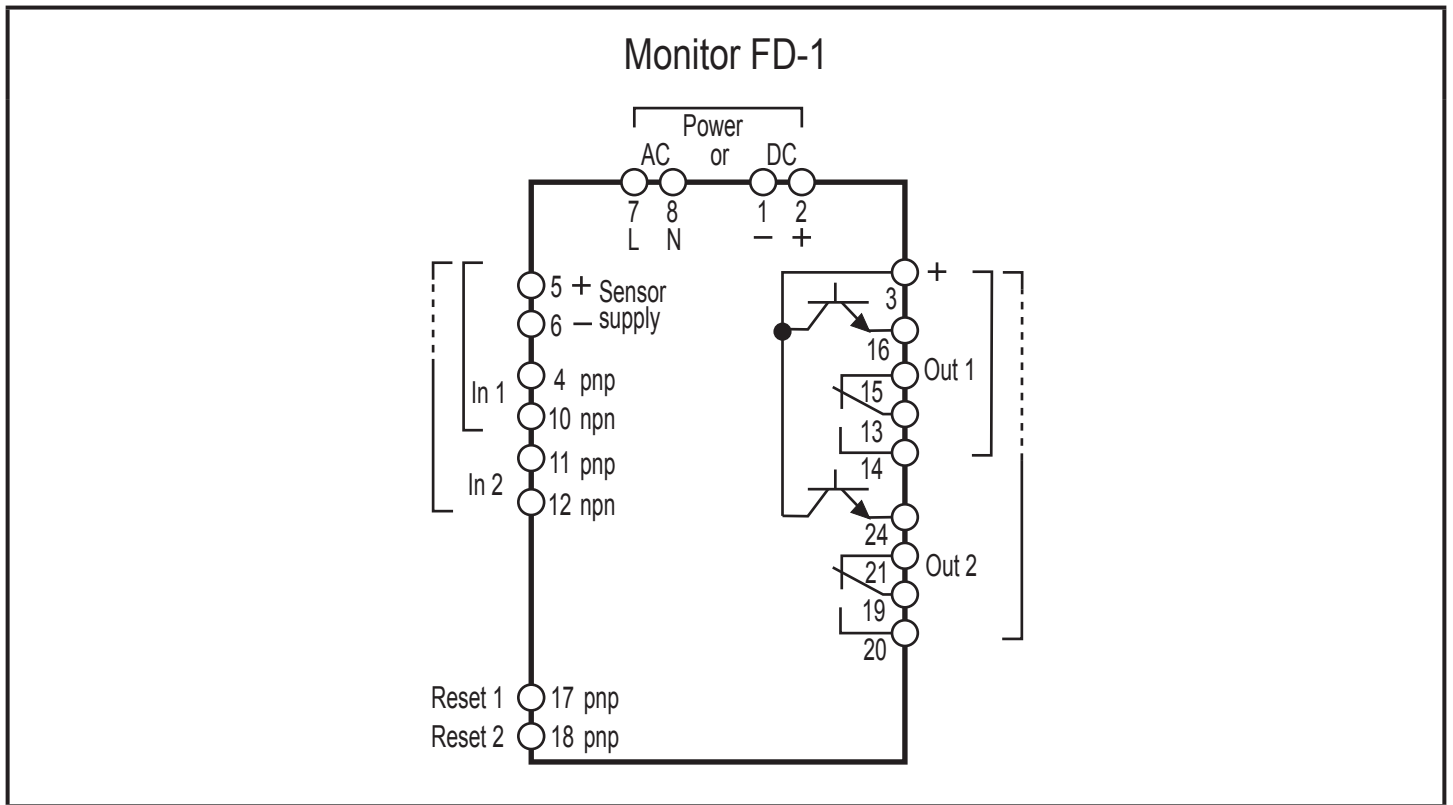 Monitor FD-1
Power
AC or DC
7 8 1 2
L N – +
5 + Sensor
6 – supply
In 1
4 pnp
10 npn
In 2
11 pnp
12 npn
Reset 1 17 pnp
Reset 2 18 pnp
+
3
16
Out 1
15
13
14
24
Out 2
21
19
20